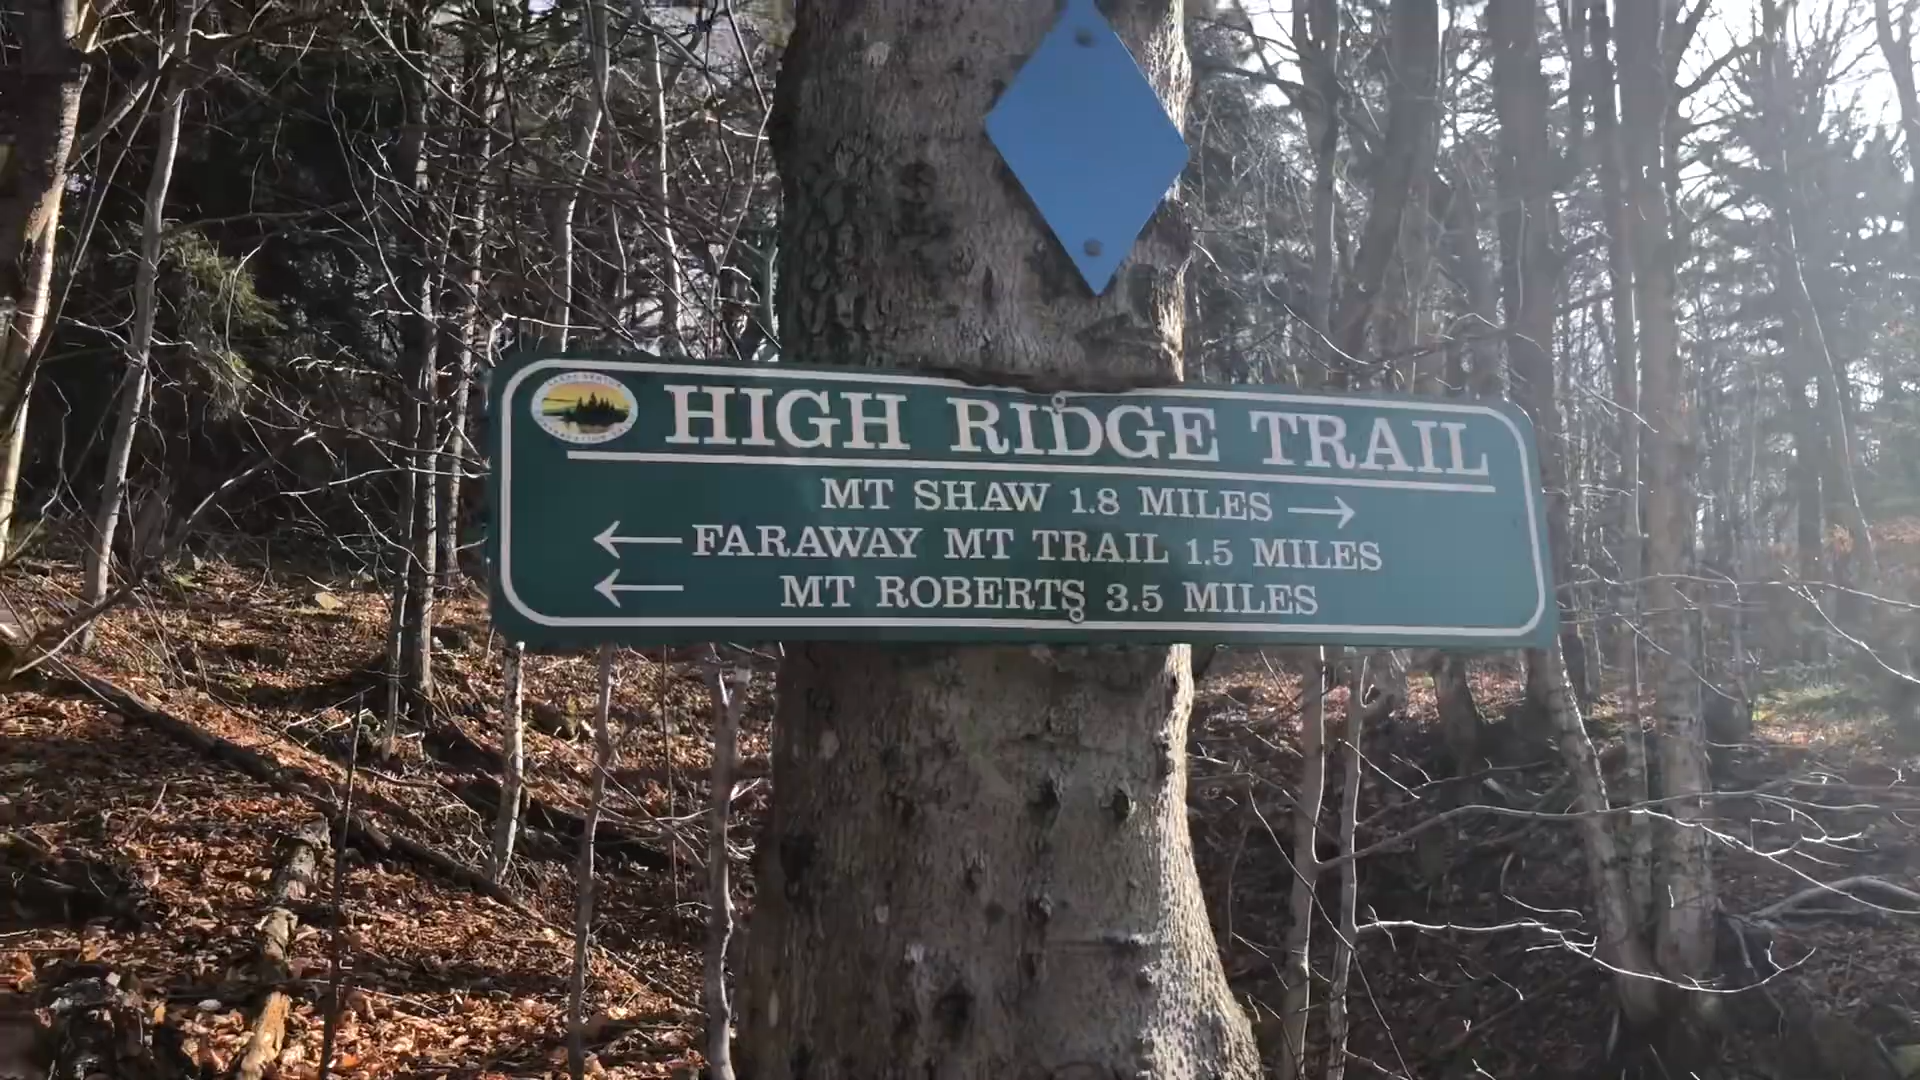 HIGH RIDGE TRAIL
MT SHAW 1.8 MILES →
← FARAWAY MT TRAIL 1.5 MILES
← MT ROBERTS 3.5 MILES